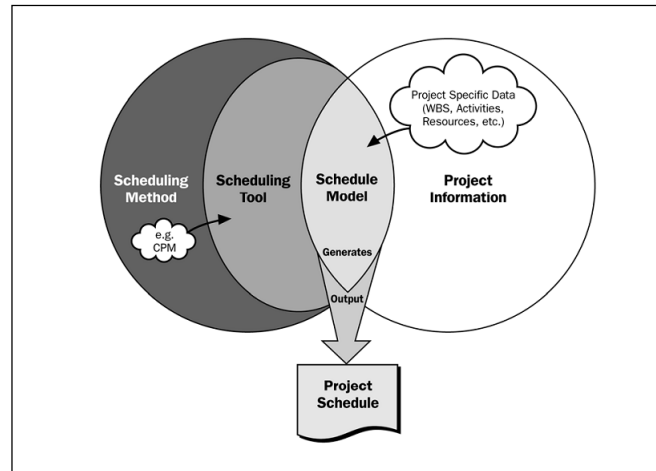 Project Specific Data
(WBS, Activities,
Resources, etc.)
Scheduling
Method
Scheduling
Tool
Schedule
Model
Project
Information
e.g.
CPM
Generates
Output
Project
Schedule